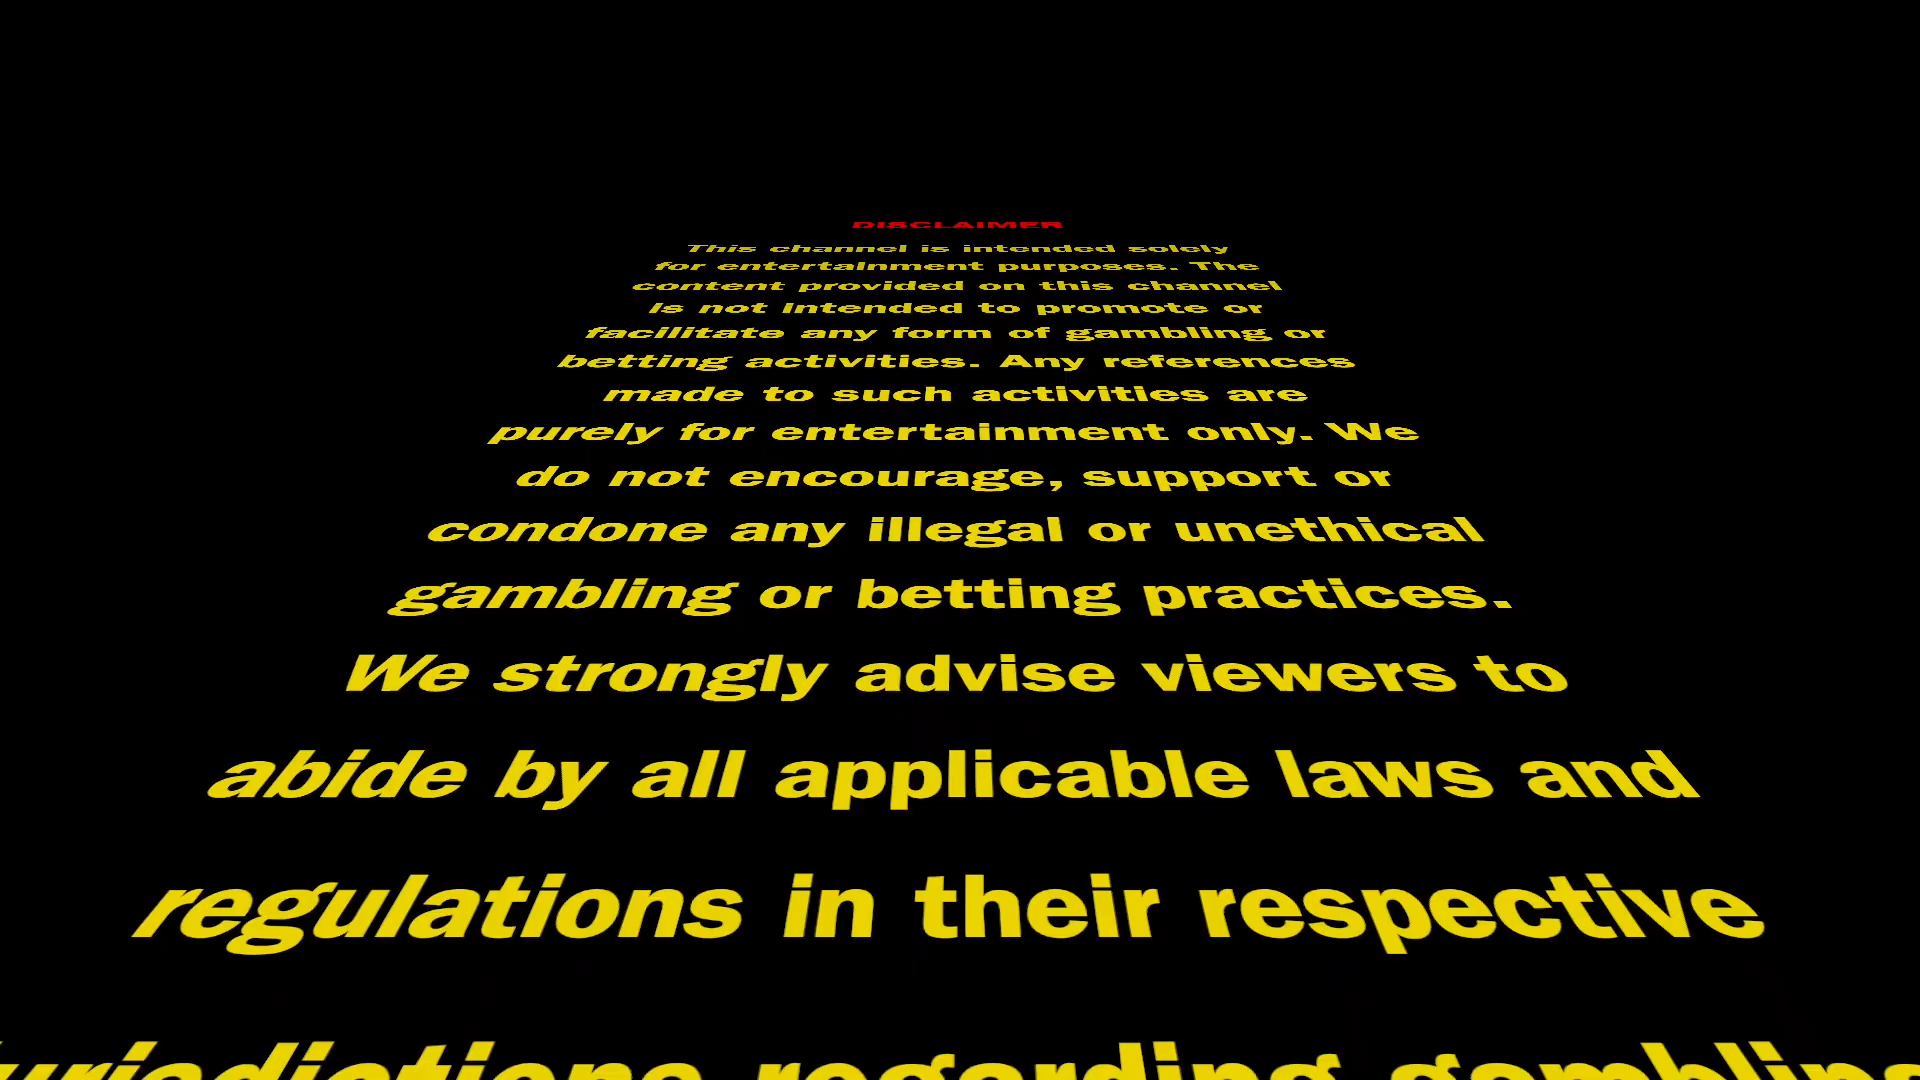 DISCLAIMER
This channel is intended solely
for entertainment purposes. The
content provided on this channel
is not intended to promote or
facilitate any form of gambling or
betting activities. Any references
made to such activities are
purely for entertainment only. We
do not encourage, support or
condone any illegal or unethical
gambling or betting practices.
We strongly advise viewers to
abide by all applicable laws and
regulations in their respective
jurisdictions regarding gambling